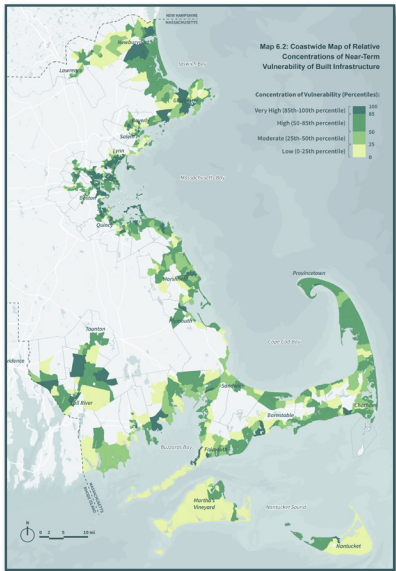 NEW HAMPSHIRE
MASSACHUSETTS
Map 6.2: Coastwide Map of Relative
Concentrations of Near-Term
Vulnerability of Built Infrastructure
Newburyport
Ipswich Bay
Lawrence
Concentration of Vulnerability (Percentiles):
Very High (85th-100th percentile)
100
85
High (50-85th percentile)
50
Moderate (25th-50th percentile)
25
Low (0-25th percentile)
0
Salem
Lynn
Massachusetts Bay
Boston
Quincy
Provincetown
Marshfield
Plymouth
Taunton
Cape Cod Bay
Sandwich
Fall River
Chatham
Barnstable
Buzzards Bay
Falmouth
MASSACHUSETTS
RHODE ISLAND
Martha's
Vineyard
Nantucket Sound
Nantucket
N
0 2 5 10 mi